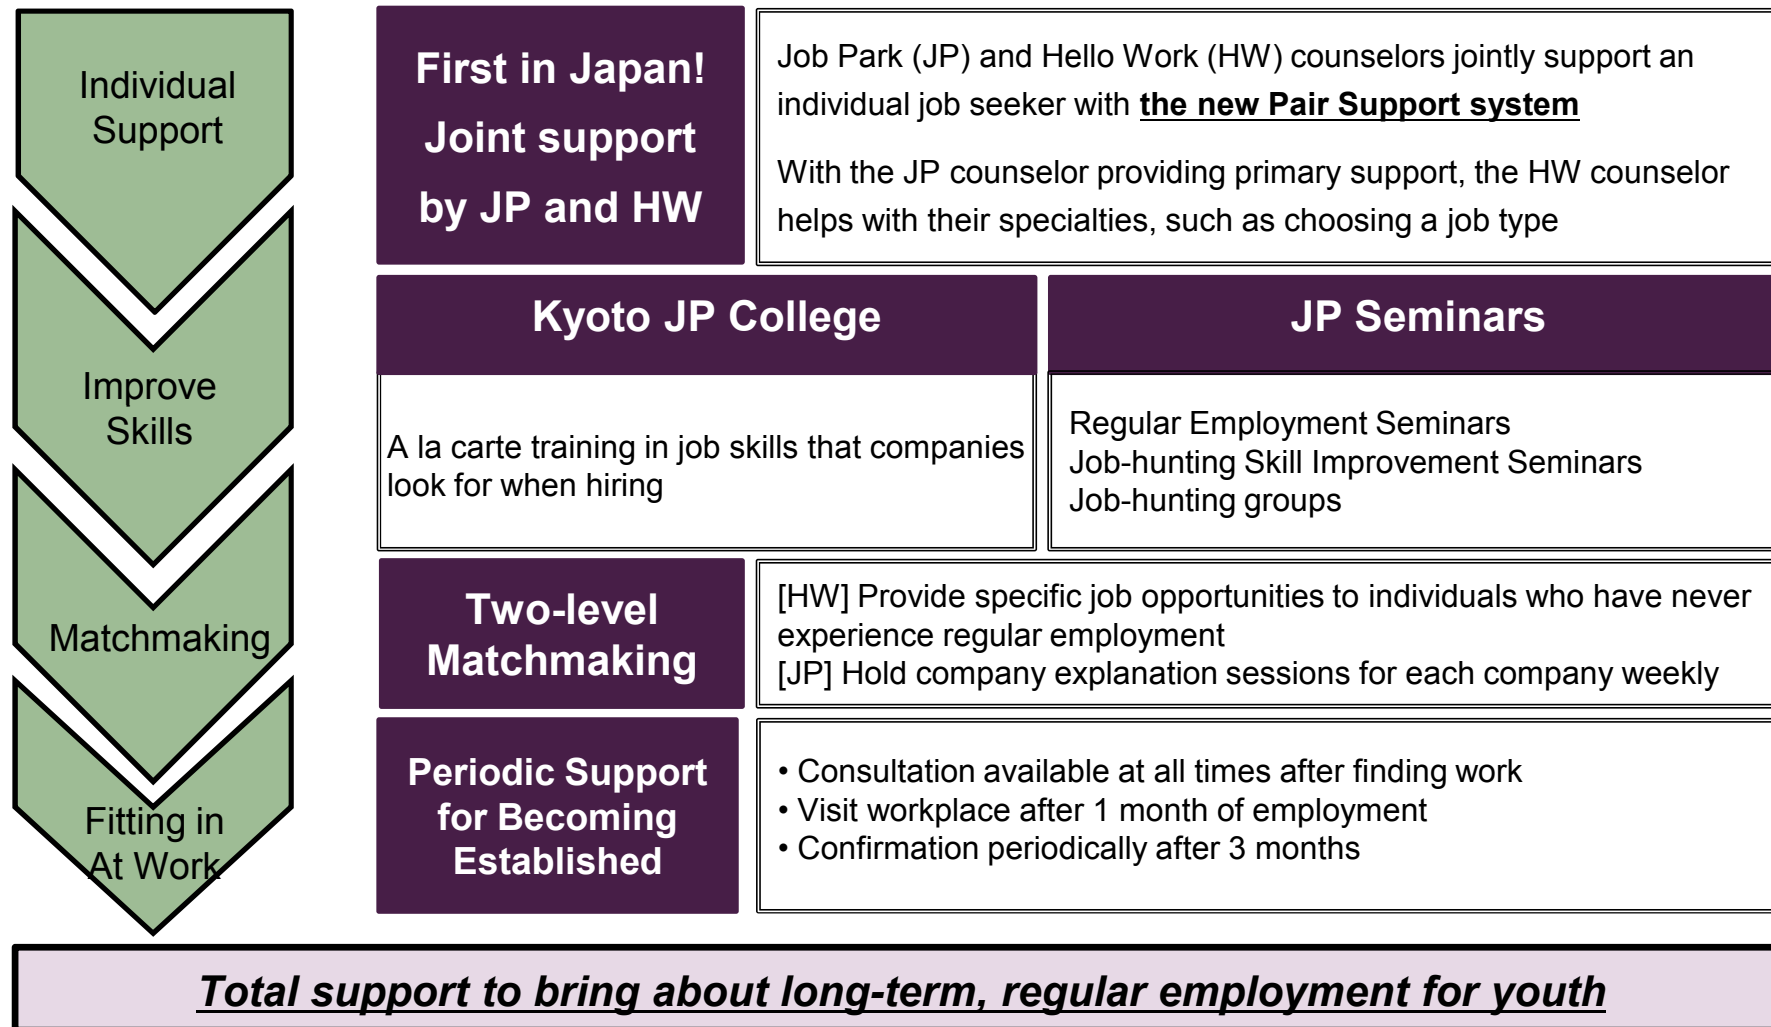 Individual
Support
First in Japan!
Joint support
by JP and HW
Job Park (JP) and Hello Work (HW) counselors jointly support an
individual job seeker with the new Pair Support system
With the JP counselor providing primary support, the HW counselor
helps with their specialties, such as choosing a job type
Improve
Skills
Kyoto JP College
A la carte training in job skills that companies
look for when hiring
JP Seminars
Regular Employment Seminars
Job-hunting Skill Improvement Seminars
Job-hunting groups
Matchmaking
Two-level
Matchmaking
[HW] Provide specific job opportunities to individuals who have never
experience regular employment
[JP] Hold company explanation sessions for each company weekly
Fitting in
At Work
Periodic Support
for Becoming
Established
• Consultation available at all times after finding work
• Visit workplace after 1 month of employment
• Confirmation periodically after 3 months
Total support to bring about long-term, regular employment for youth